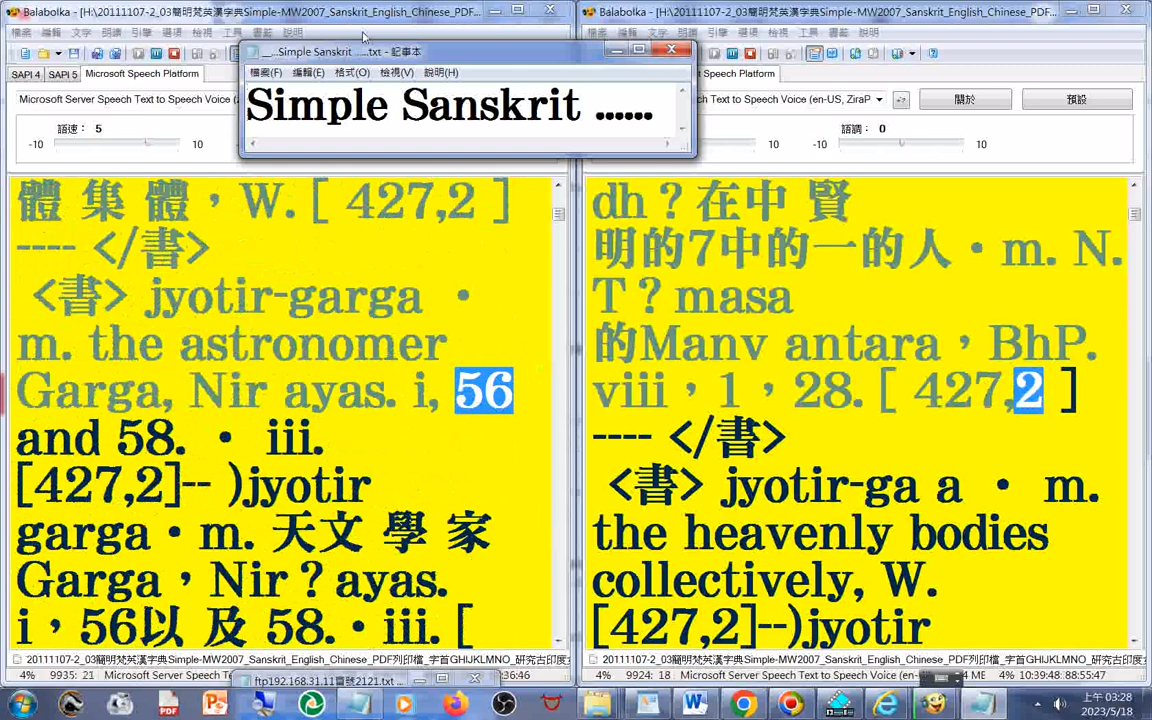 Balabolka - [H:\20111107-2_03簡明梵英漢字典Simple-MW2007_Sanskrit_English_Chinese_PDF...
檔案 編輯 文字 朗讀 引擎 選項 檢視 工具 書籤 說明
SAPI 4 SAPI 5 Microsoft Speech Platform
Microsoft Server Speech Text to Speech Voice
語速： 5
-10 10
體 集 體，W. [ 427,2 ]
---- </書>
<書> jyotir-garga •
m. the astronomer
Garga, Nir ayas. i, 56
and 58. • iii.
[427,2]-- )jyotir
garga•m. 天文 學 家
Garga，Nir？ayas.
i，56以 及 58.•iii. [
20111107-2_03簡明梵英漢字典Simple-MW2007_Sanskrit_English_Chinese_PDF列印檔_字首GHIJKLMNO_研究古印度
4% 9935: 21 Microsoft Server Spee
__...Simple Sanskrit ......txt - 記事本
檔案(F) 編輯(E) 格式(O) 檢視(V) 說明(H)
Simple Sanskrit ......
Balabolka - [H:\20111107-2_03簡明梵英漢字典Simple-MW2007_Sanskrit_English_Chinese_PDF...
t Speech Platform
ch Text to Speech Voice (en-US, ZiraP
關於
預設
10
語調： 0
-10 10
dh？在中 賢
明的7中的一的人•m. N.
T？masa
的Manv antara，BhP.
viii，1，28. [ 427,2 ]
---- </書>
<書> jyotir-ga a • m.
the heavenly bodies
collectively, W.
[427,2]--)jyotir
20111107-2_03簡明梵英漢字典Simple-MW2007_Sanskrit_English_Chinese_PDF列印檔_字首GHIJKLMNO_研究古印度
4% 9924: 18 Microsoft Server Speech Text to Speech
10:39:48 88:55:47
ftp192.168.31.11冒號2121.txt ...
上午 03:28
2023/5/18